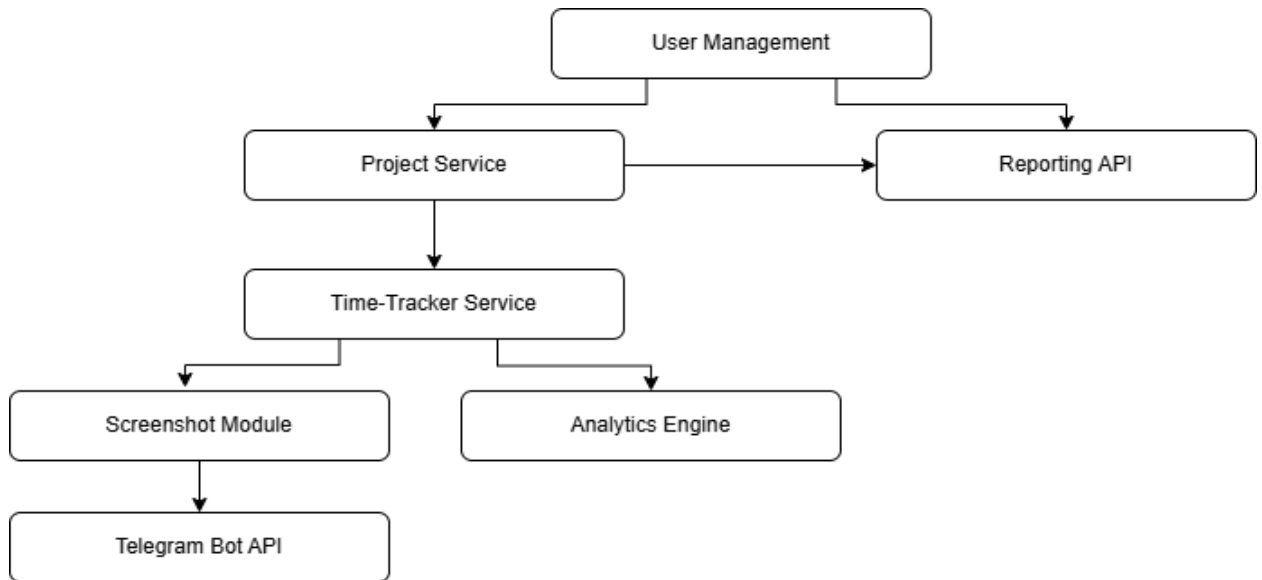 User Management
Project Service
Reporting API
Time-Tracker Service
Screenshot Module
Analytics Engine
Telegram Bot API